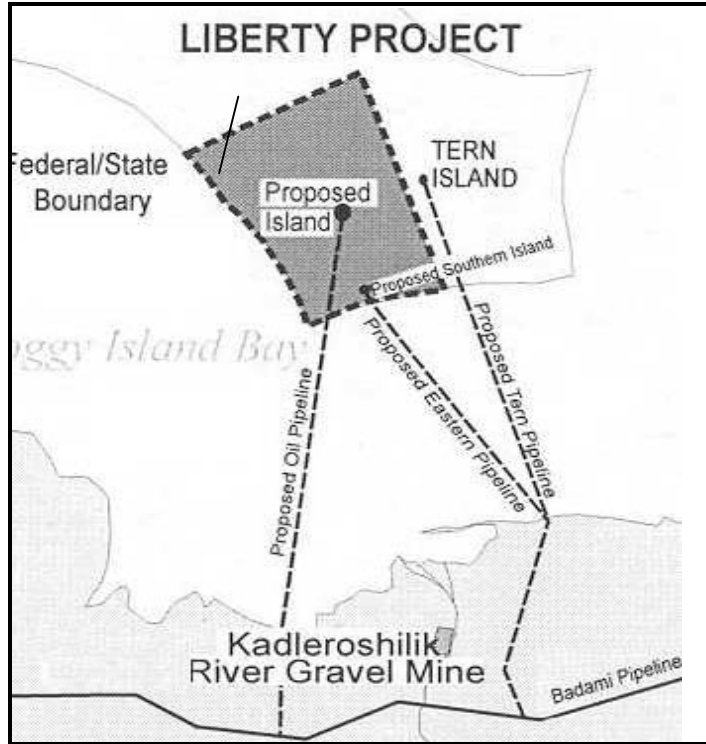 LIBERTY PROJECT
Federal/State
Boundary
TERN
ISLAND
Proposed
Island
Proposed Southern Island
oggy Island Bay
Proposed Oil Pipeline
Proposed Eastern Pipeline
Proposed Tern Pipeline
Kadleroshilik
River Gravel Mine
Badami Pipeline